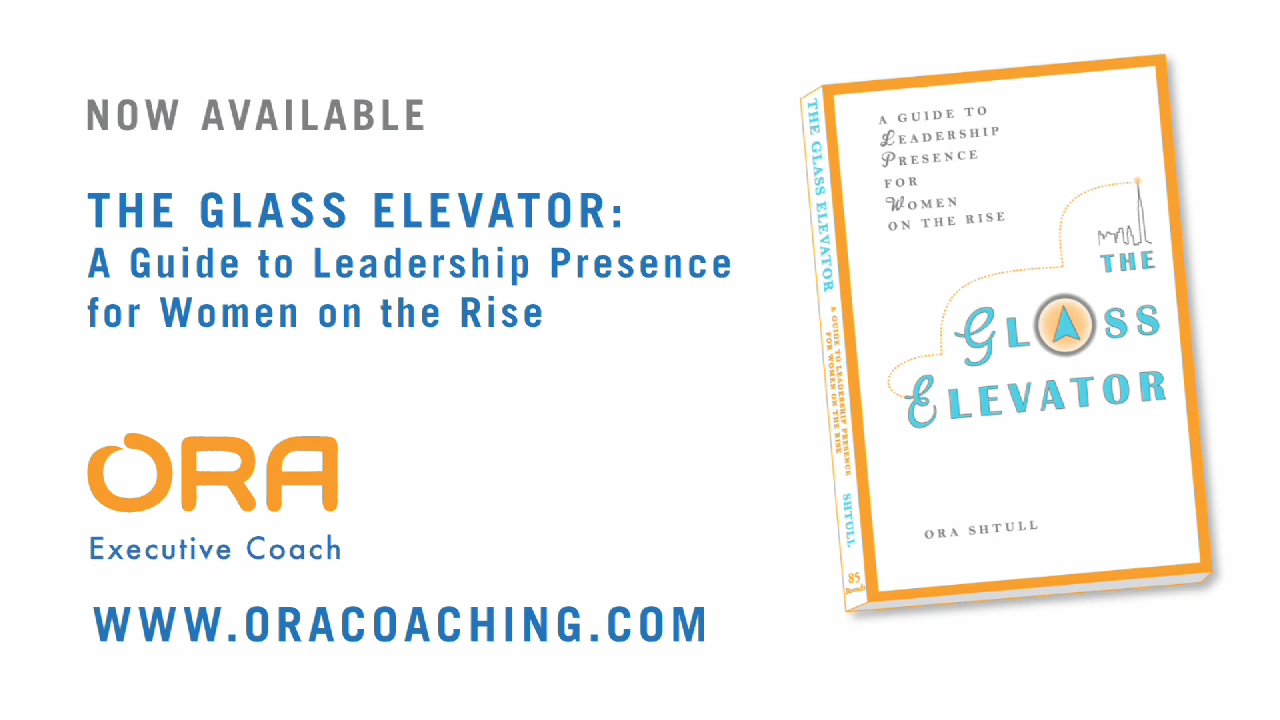 NOW AVAILABLE
THE GLASS ELEVATOR:
A Guide to Leadership Presence
for Women on the Rise
ORA
Executive Coach
WWW.ORACOACHING.COM
THE GLASS ELEVATOR
A GUIDE TO LEADERSHIP PRESENCE
FOR WOMEN ON THE RISE
SHTULL
85
Broads
A GUIDE TO
LEADERSHIP
PRESENCE
FOR
WOMEN
ON THE RISE
THE
GLASS
ELEVATOR
ORA SHTULL